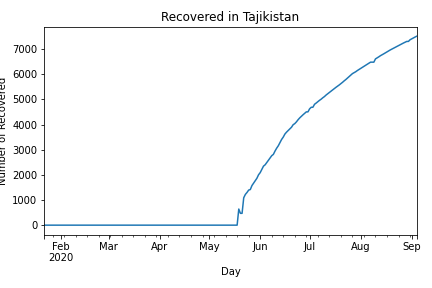 Recovered in Tajikistan
Number of Recovered
7000
6000
5000
4000
3000
2000
1000
0
Feb Mar Apr May Jun Jul Aug Sep
2020
Day